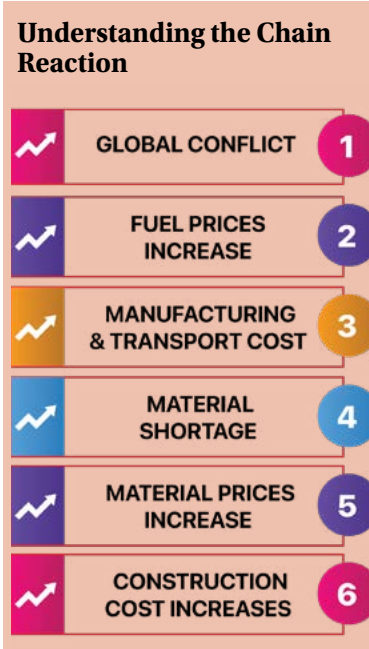 Understanding the Chain
Reaction
GLOBAL CONFLICT
1
FUEL PRICES
INCREASE
2
MANUFACTURING
& TRANSPORT COST
3
MATERIAL
SHORTAGE
4
MATERIAL PRICES
INCREASE
5
CONSTRUCTION
COST INCREASES
6